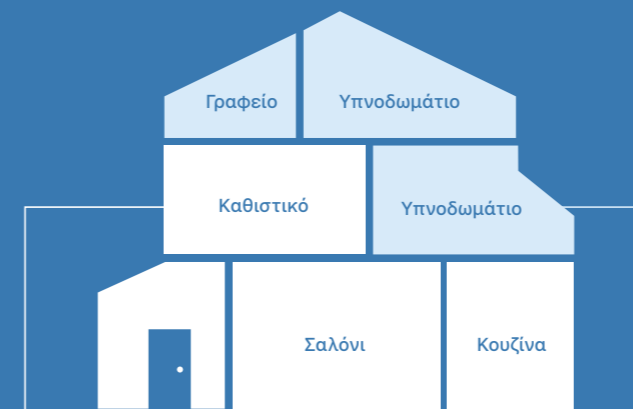 Γραφείο
Υπνοδωμάτιο
Καθιστικό
Υπνοδωμάτιο
Σαλόνι
Κουζίνα